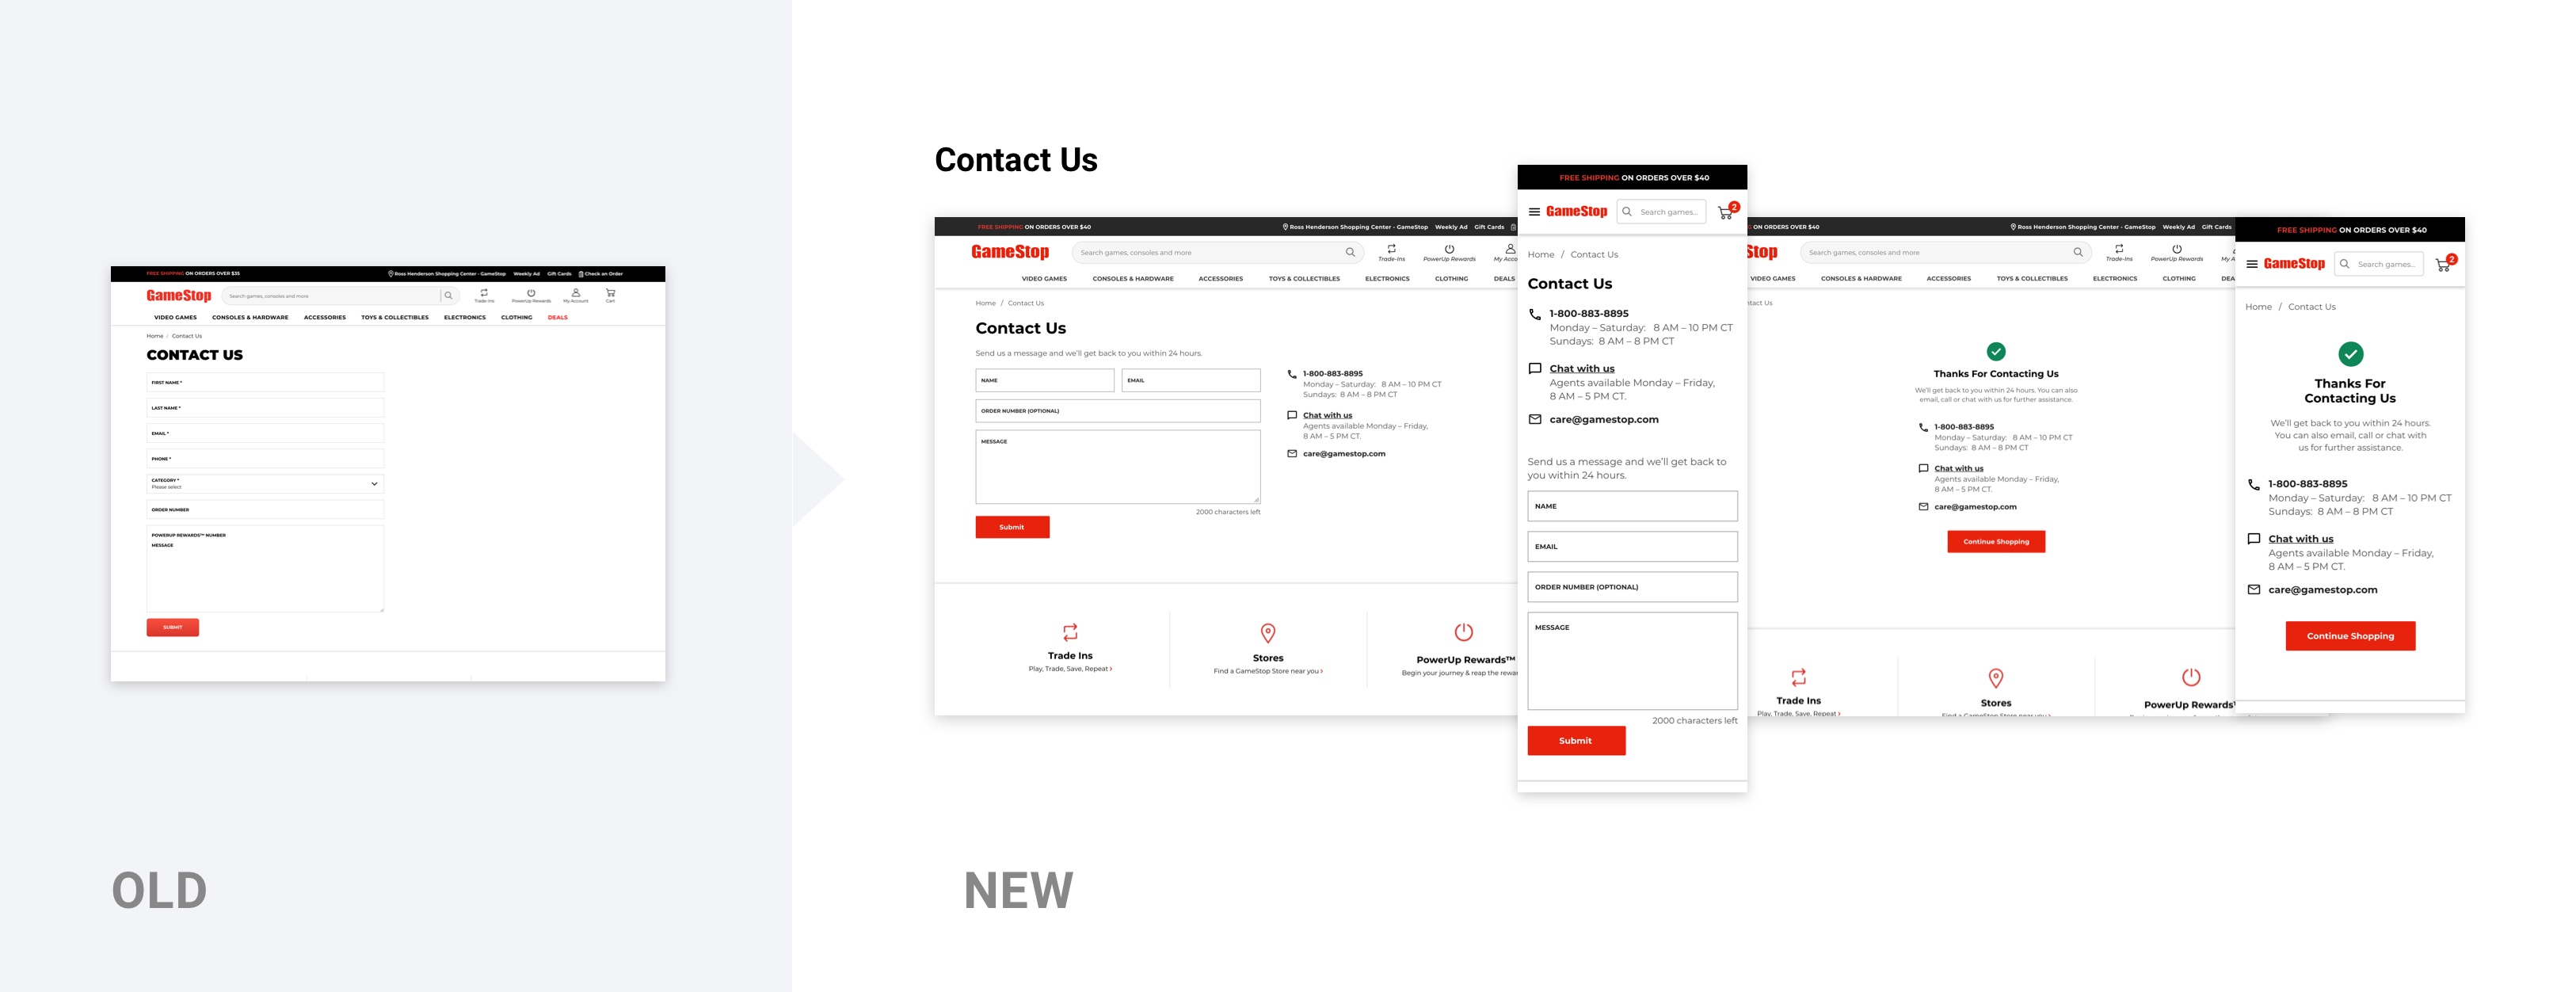 FREE SHIPPING ON ORDERS OVER $35
Ross Henderson Shopping Center - GameStop Weekly Ad Gift Cards Check an Order
GameStop
Search games, consoles and more
Trade-Ins PowerUp Rewards My Account Cart
VIDEO GAMES CONSOLES & HARDWARE ACCESSORIES TOYS & COLLECTIBLES ELECTRONICS CLOTHING DEALS
Home / Contact Us
CONTACT US
FIRST NAME *
LAST NAME *
EMAIL *
PHONE *
CATEGORY *
Please select
ORDER NUMBER
POWERUP REWARDS™ NUMBER
MESSAGE
SUBMIT
OLD
Contact Us
FREE SHIPPING ON ORDERS OVER $40
Ross Henderson Shopping Center - GameStop Weekly Ad Gift Cards
GameStop
Search games, consoles and more
Trade-Ins PowerUp Rewards My Acco
VIDEO GAMES CONSOLES & HARDWARE ACCESSORIES TOYS & COLLECTIBLES ELECTRONICS CLOTHING DEALS
Home / Contact Us
Contact Us
Send us a message and we'll get back to you within 24 hours.
NAME
EMAIL
ORDER NUMBER (OPTIONAL)
MESSAGE
2000 characters left
Submit
1-800-883-8895
Monday – Saturday: 8 AM – 10 PM CT
Sundays: 8 AM – 8 PM CT
Chat with us
Agents available Monday – Friday,
8 AM – 5 PM CT.
care@gamestop.com
Trade Ins
Play, Trade, Save, Repeat ›
Stores
Find a GameStop Store near you ›
PowerUp Rewards™
Begin your journey & reap the rewar
FREE SHIPPING ON ORDERS OVER $40
GameStop
Search games...
2
Home / Contact Us
Contact Us
1-800-883-8895
Monday – Saturday: 8 AM – 10 PM CT
Sundays: 8 AM – 8 PM CT
Chat with us
Agents available Monday – Friday,
8 AM – 5 PM CT.
care@gamestop.com
Send us a message and we'll get back to
you within 24 hours.
NAME
EMAIL
ORDER NUMBER (OPTIONAL)
MESSAGE
2000 characters left
Submit
ON ORDERS OVER $40
Ross Henderson Shopping Center - GameStop Weekly Ad Gift Cards
Stop
Search games, consoles and more
Trade-Ins PowerUp Rewards My A
VIDEO GAMES CONSOLES & HARDWARE ACCESSORIES TOYS & COLLECTIBLES ELECTRONICS CLOTHING DEA
ntact Us
Thanks For Contacting Us
We'll get back to you within 24 hours. You can also
email, call or chat with us for further assistance.
1-800-883-8895
Monday – Saturday: 8 AM – 10 PM CT
Sundays: 8 AM – 8 PM CT
Chat with us
Agents available Monday – Friday,
8 AM – 5 PM CT.
care@gamestop.com
Continue Shopping
Trade Ins
Play, Trade, Save, Repeat ›
Stores
Find a GameStop Store near you ›
PowerUp Rewards
FREE SHIPPING ON ORDERS OVER $40
GameStop
Search games...
2
Home / Contact Us
Thanks For
Contacting Us
We'll get back to you within 24 hours.
You can also email, call or chat with
us for further assistance.
1-800-883-8895
Monday – Saturday: 8 AM – 10 PM CT
Sundays: 8 AM – 8 PM CT
Chat with us
Agents available Monday – Friday,
8 AM – 5 PM CT.
care@gamestop.com
Continue Shopping
NEW